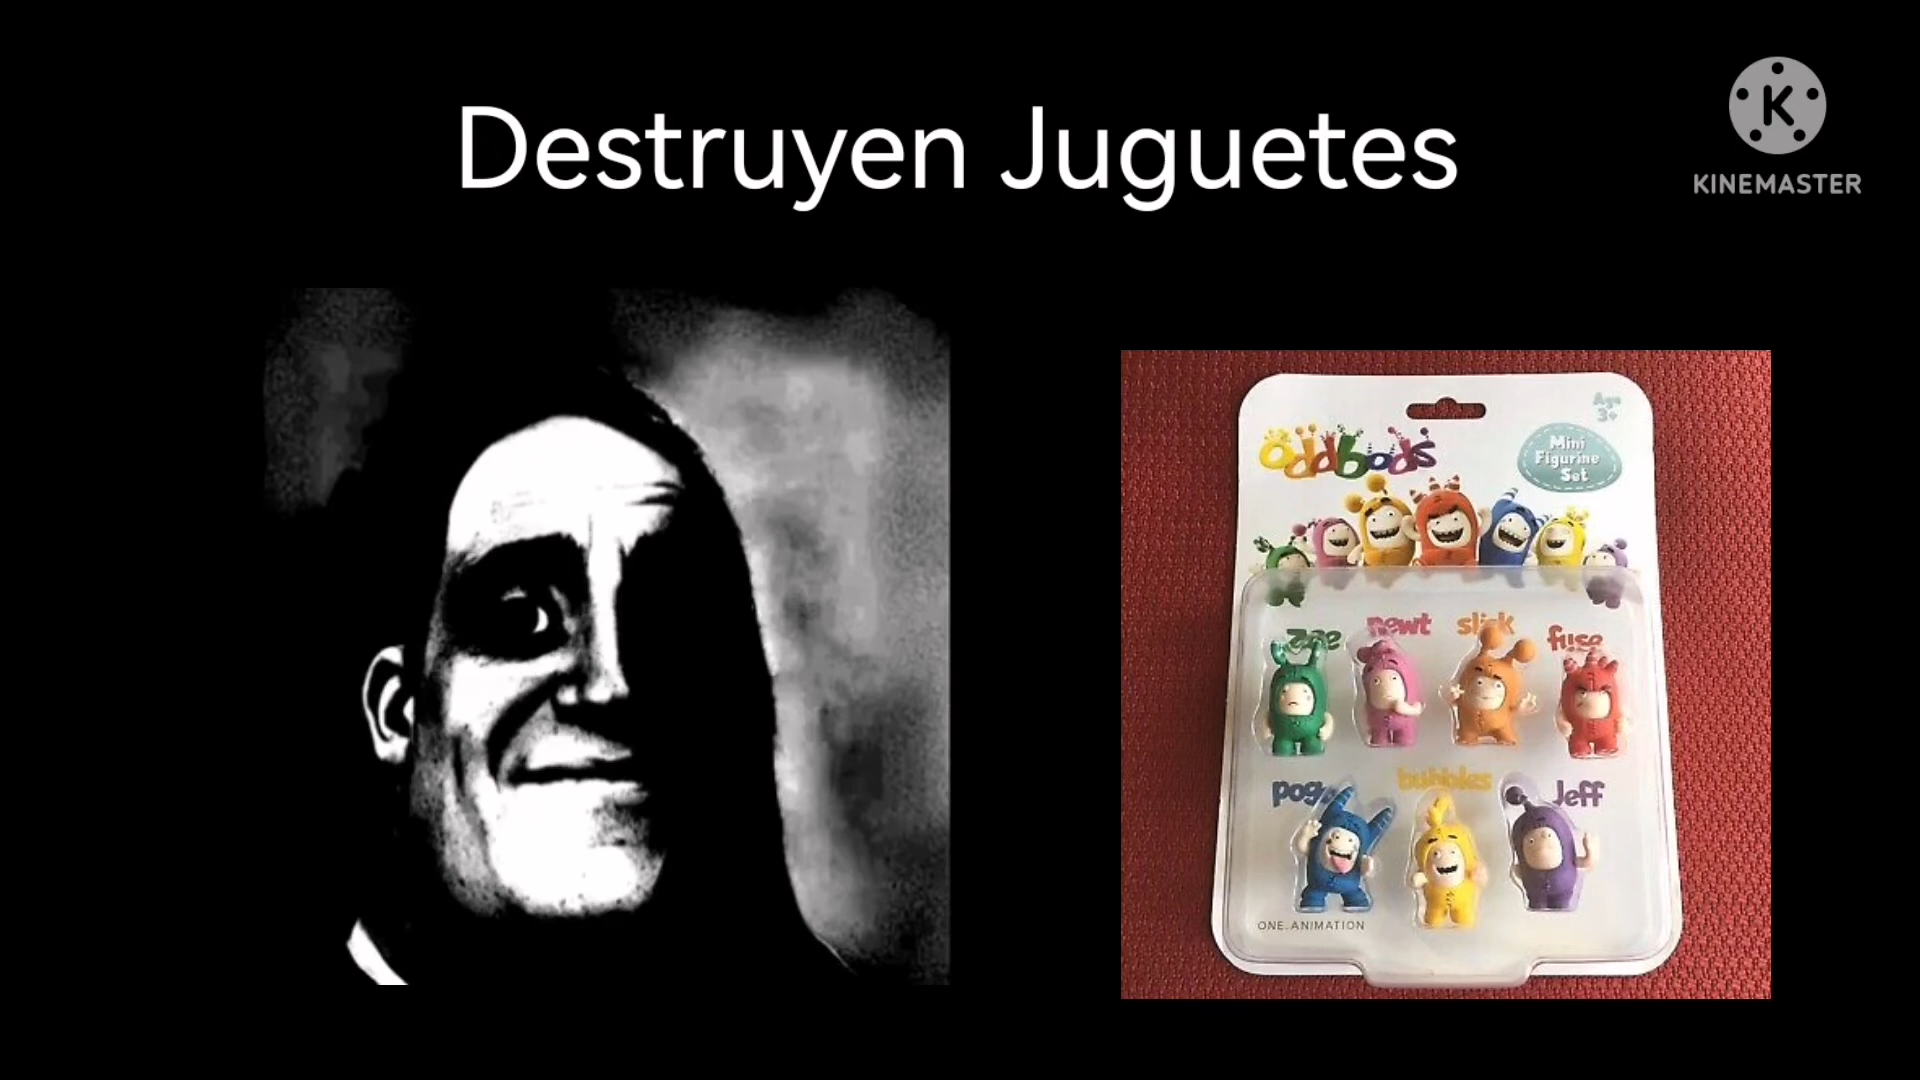 Destruyen Juguetes
K
KINEMASTER
Age
3+
oddbods
Mini
Figurine
Set
zee
newt
slick
fuse
pogo
bubbles
Jeff
ONE ANIMATION